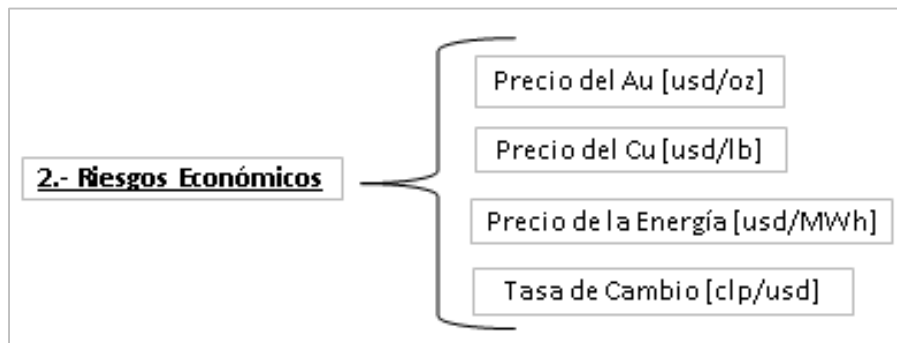 2.- Riesgos Económicos
Precio del Au [usd/oz]
Precio del Cu [usd/lb]
Precio de la Energía [usd/MWh]
Tasa de Cambio [clp/usd]